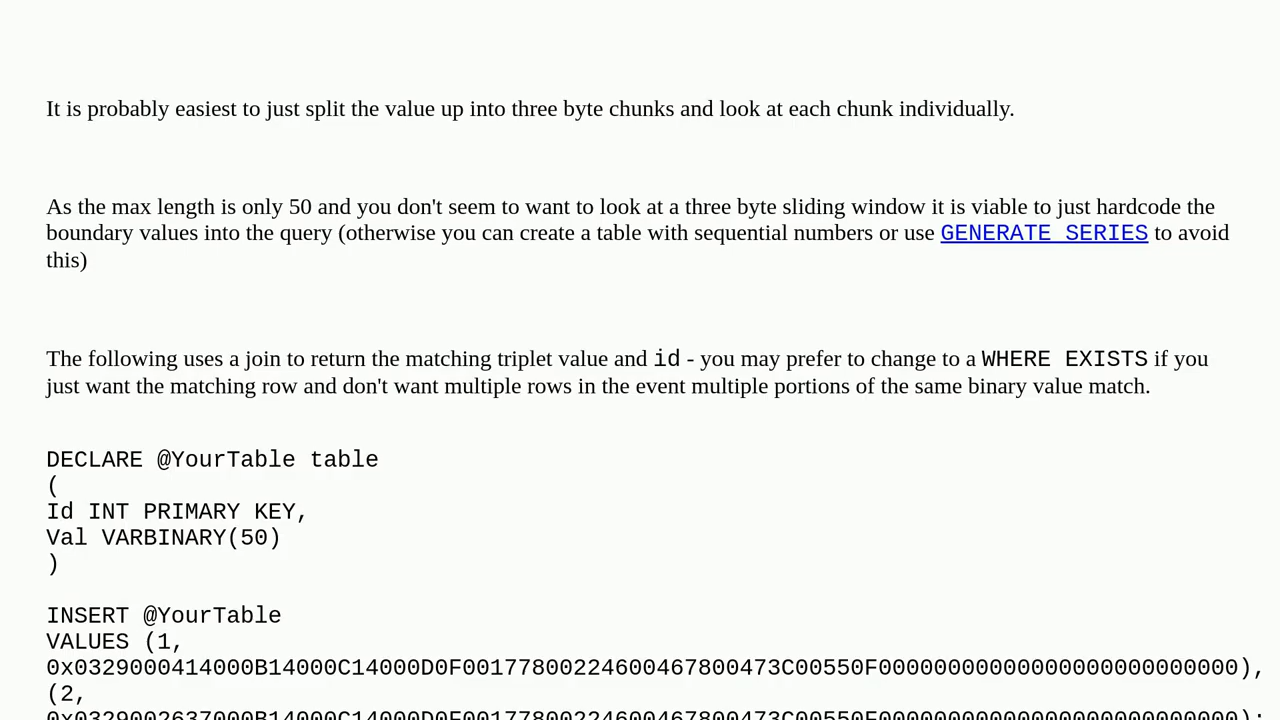 It is probably easiest to just split the value up into three byte chunks and look at each chunk individually.
As the max length is only 50 and you don't seem to want to look at a three byte sliding window it is viable to just hardcode the
boundary values into the query (otherwise you can create a table with sequential numbers or use GENERATE_SERIES to avoid
this)
The following uses a join to return the matching triplet value and id - you may prefer to change to a WHERE EXISTS if you
just want the matching row and don't want multiple rows in the event multiple portions of the same binary value match.
DECLARE @YourTable table
(
Id INT PRIMARY KEY,
Val VARBINARY(50)
)
INSERT @YourTable
VALUES (1,
0x0329000414000B14000C14000D0F00177800224600467800473C00550F00000000000000000000000000),
(2,
0x0329002637000B14000C14000D0F00177800224600467800473C00550F00000000000000000000000000);